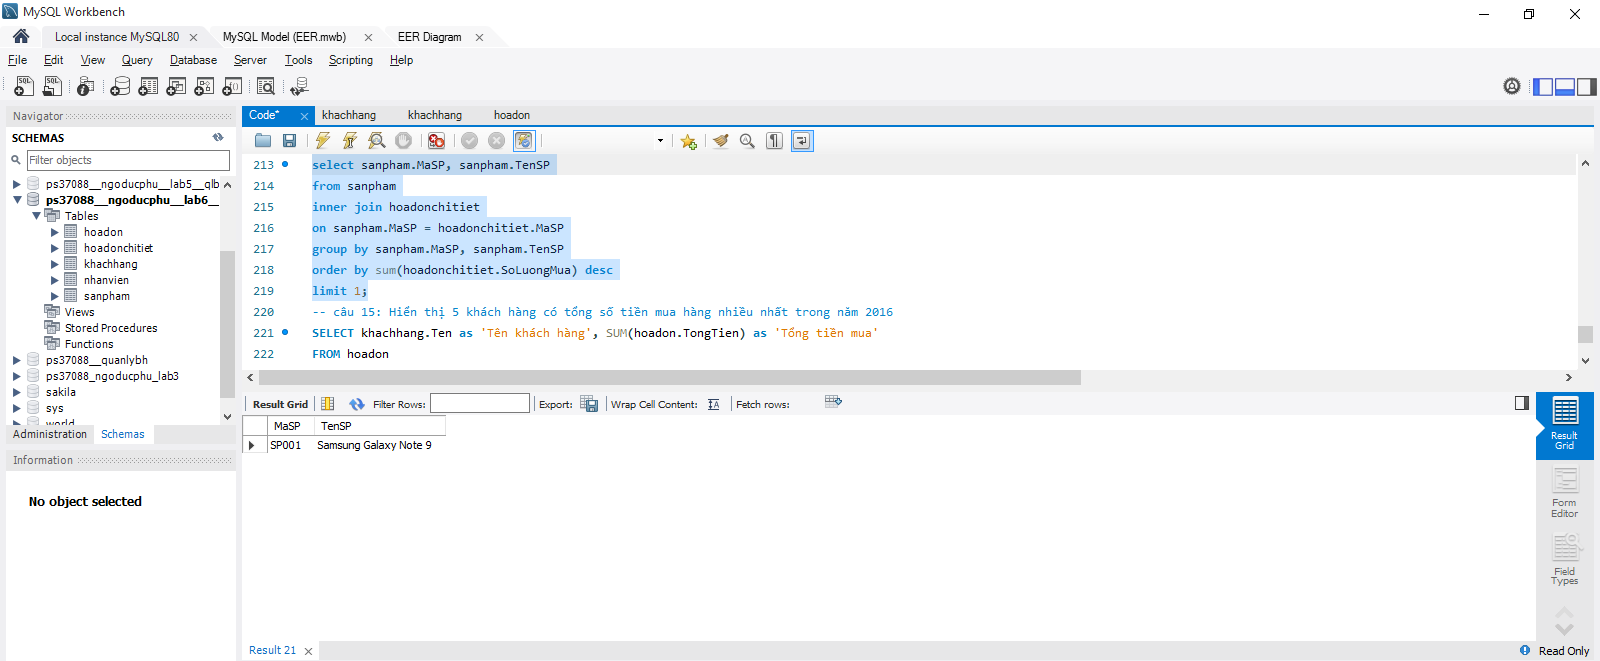 MySQL Workbench
Local instance MySQL80
MySQL Model (EER.mwb)
EER Diagram
File Edit View Query Database Server Tools Scripting Help
Navigator
SCHEMAS
Filter objects
ps37088__ngoducphu__lab5__qlb
ps37088__ngoducphu__lab6__
Tables
hoadon
hoadonchitiet
khachhang
nhanvien
sanpham
Views
Stored Procedures
Functions
ps37088__quanlybh
ps37088_ngoducphu_lab3
sakila
sys
world
Administration Schemas
Information
No object selected
Code* khachhang khachhang hoadon
213 select sanpham.MaSP, sanpham.TenSP
214 from sanpham
215 inner join hoadonchitiet
216 on sanpham.MaSP = hoadonchitiet.MaSP
217 group by sanpham.MaSP, sanpham.TenSP
218 order by sum(hoadonchitiet.SoLuongMua) desc
219 limit 1;
220 -- câu 15: Hiển thị 5 khách hàng có tổng số tiền mua hàng nhiều nhất trong năm 2016
221 SELECT khachhang.Ten as 'Tên khách hàng', SUM(hoadon.TongTien) as 'Tổng tiền mua'
222 FROM hoadon
Result Grid Filter Rows: Export: Wrap Cell Content: Fetch rows:
MaSP TenSP
SP001 Samsung Galaxy Note 9
Result
Grid
Form
Editor
Field
Types
Result 21
Read Only